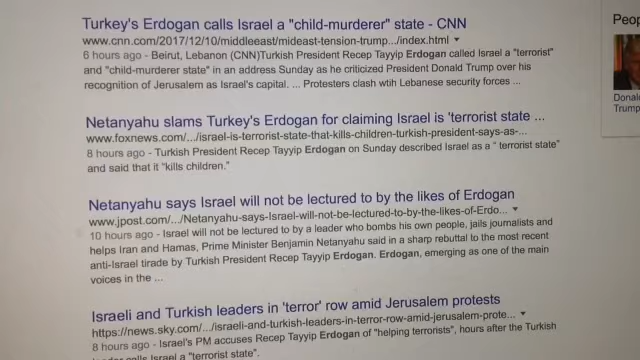 Turkey's Erdogan calls Israel a "child-murderer" state - CNN
www.cnn.com/2017/12/10/middleeast/mideast-tension-trump.../index.html
6 hours ago - Beirut, Lebanon (CNN)Turkish President Recep Tayyip Erdogan called Israel a "terrorist"
and "child-murderer state" in an address Sunday as he criticized President Donald Trump over his
recognition of Jerusalem as Israel's capital. ... Protesters clash wtih Lebanese security forces ...
Netanyahu slams Turkey's Erdogan for claiming Israel is 'terrorist state ...
www.foxnews.com/.../israel-is-terrorist-state-that-kills-children-turkish-president-says-as-...
8 hours ago - Turkish President Recep Tayyip Erdogan on Sunday described Israel as a “ terrorist state”
and said that it “kills children.”
Netanyahu says Israel will not be lectured to by the likes of Erdogan
www.jpost.com/.../Netanyahu-says-Israel-will-not-be-lectured-to-by-the-likes-of-Erdo...
10 hours ago - Israel will not be lectured to by a leader who bombs his own people, jails journalists and
helps Iran and Hamas, Prime Minister Benjamin Netanyahu said in a sharp rebuttal to the most recent
anti-Israel tirade by Turkish President Recep Tayyip Erdogan. Erdogan, emerging as one of the main
voices in the ...
Israeli and Turkish leaders in 'terror' row amid Jerusalem protests
https://news.sky.com/.../israeli-and-turkish-leaders-in-terror-row-amid-jerusalem-prote...
8 hours ago - Israel's PM accuses Recep Tayyip Erdogan of "helping terrorists", hours after the Turkish
leader calls Israel a "terrorist state".
Peop
Donal
Trump